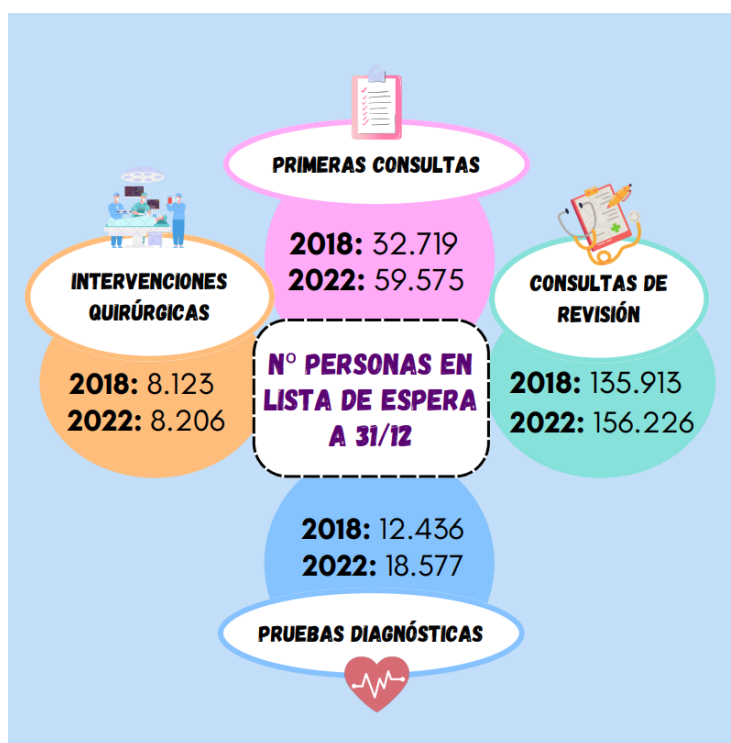 PRIMERAS CONSULTAS
2018: 32.719
2022: 59.575
INTERVENCIONES
QUIRÚRGICAS
2018: 8.123
2022: 8.206
Nº PERSONAS EN
LISTA DE ESPERA
A 31/12
CONSULTAS DE
REVISIÓN
2018: 135.913
2022: 156.226
2018: 12.436
2022: 18.577
PRUEBAS DIAGNÓSTICAS